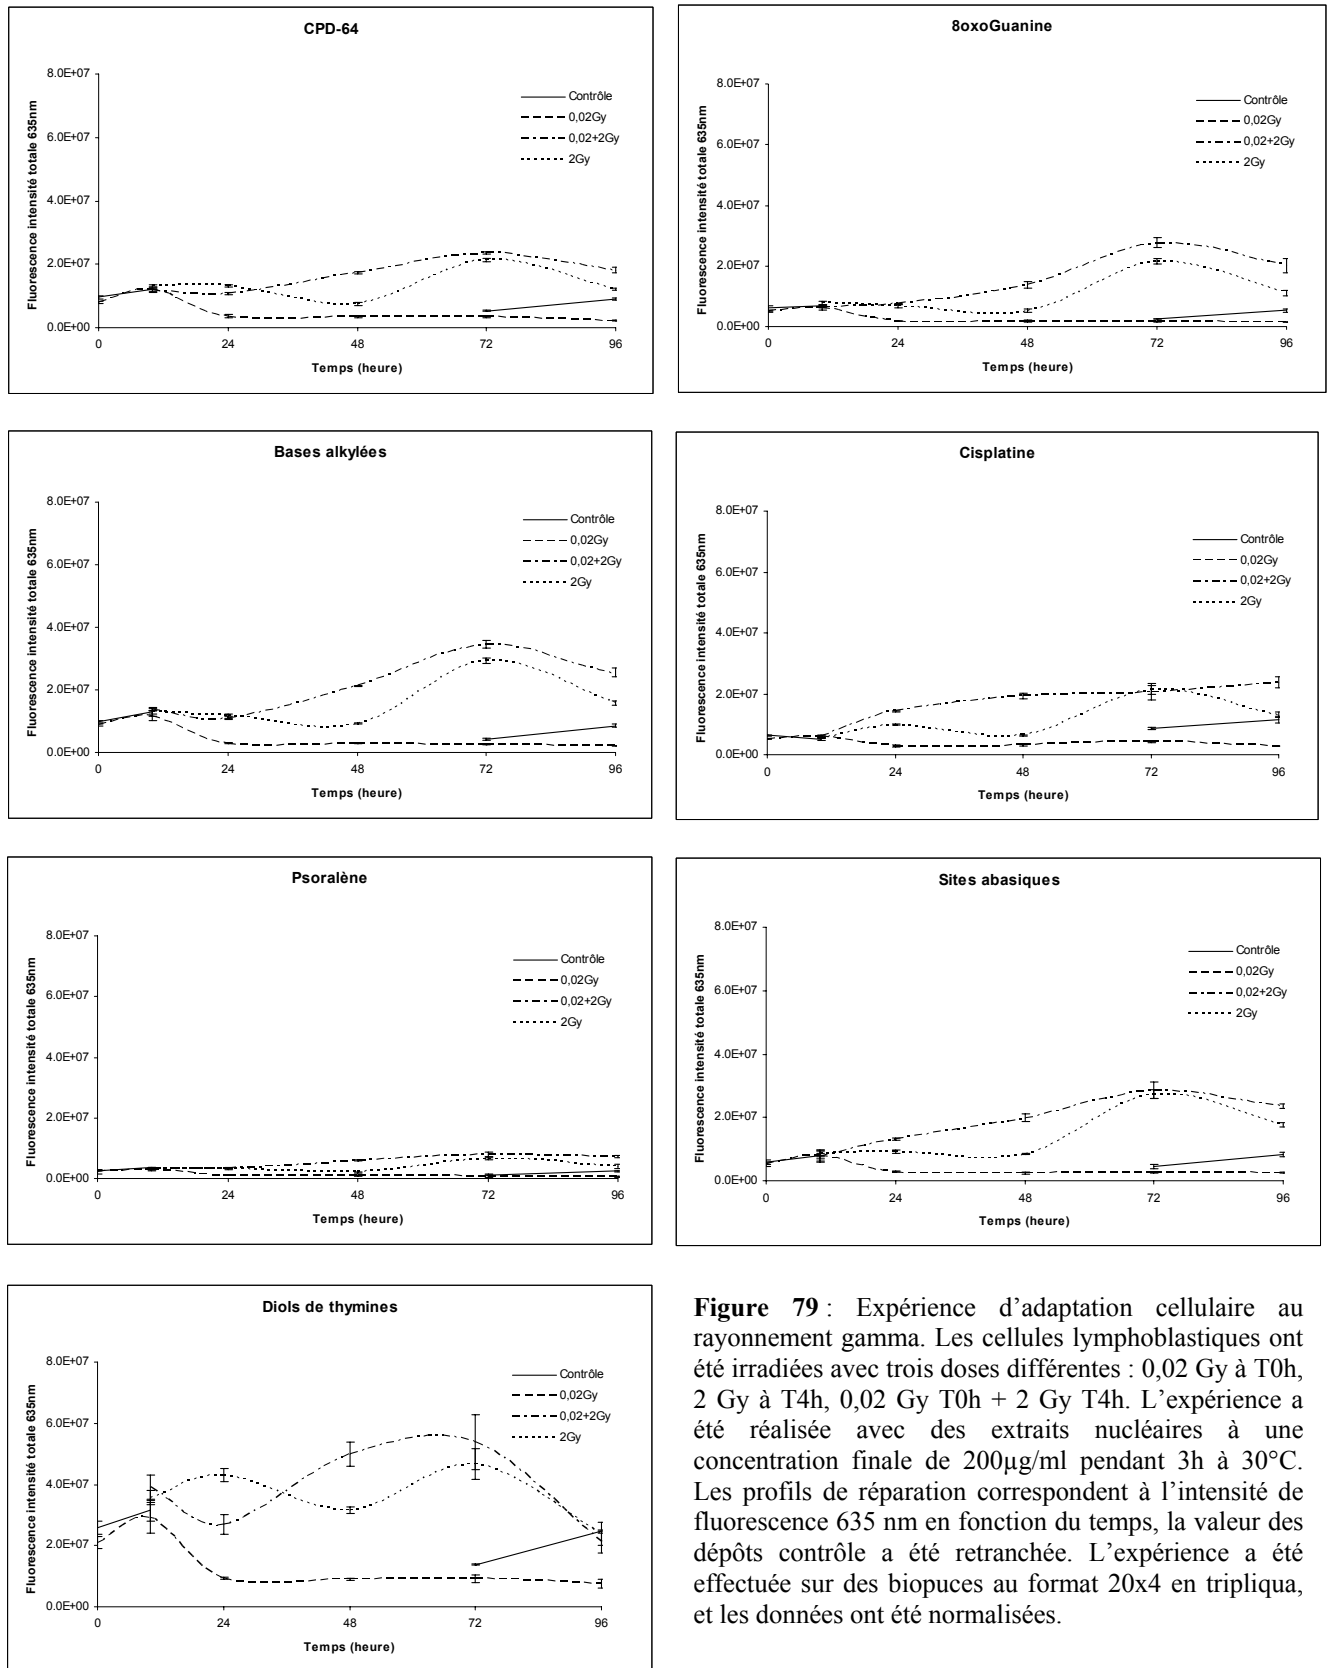 CPD-64
Fluorescence intensité totale 635nm
8.0E+07
6.0E+07
4.0E+07
2.0E+07
0.0E+00
0
24
48
72
96
Temps (heure)
Contrôle
0,02Gy
0,02+2Gy
2Gy
8oxoGuanine
Fluorescence intensité totale 635nm
8.0E+07
6.0E+07
4.0E+07
2.0E+07
0.0E+00
0
24
48
72
96
Temps (heure)
Contrôle
0,02Gy
0,02+2Gy
2Gy
Bases alkylées
Fluorescence intensité totale 635nm
8.0E+07
6.0E+07
4.0E+07
2.0E+07
0.0E+00
0
24
48
72
96
Temps (heure)
Contrôle
0,02Gy
0,02+2Gy
2Gy
Cisplatine
Fluorescence intensité totale 635nm
8.0E+07
6.0E+07
4.0E+07
2.0E+07
0.0E+00
0
24
48
72
96
Temps (heure)
Contrôle
0,02Gy
0,02+2Gy
2Gy
Psoralène
Fluorescence intensité totale 635nm
8.0E+07
6.0E+07
4.0E+07
2.0E+07
0.0E+00
0
24
48
72
96
Temps (heure)
Contrôle
0,02Gy
0,02+2Gy
2Gy
Sites abasiques
Fluorescence intensité totale 635nm
8.0E+07
6.0E+07
4.0E+07
2.0E+07
0.0E+00
0
24
48
72
96
Temps (heure)
Contrôle
0,02Gy
0,02+2Gy
2Gy
Diols de thymines
Fluorescence intensité totale 635nm
8.0E+07
6.0E+07
4.0E+07
2.0E+07
0.0E+00
0
24
48
72
96
Temps (heure)
Contrôle
0,02Gy
0,02+2Gy
2Gy
Figure 79 : Expérience d'adaptation cellulaire au
rayonnement gamma. Les cellules lymphoblastiques ont
été irradiées avec trois doses différentes : 0,02 Gy à T0h,
2 Gy à T4h, 0,02 Gy T0h + 2 Gy T4h. L'expérience a
été réalisée avec des extraits nucléaires à une
concentration finale de 200µg/ml pendant 3h à 30°C.
Les profils de réparation correspondent à l'intensité de
fluorescence 635 nm en fonction du temps, la valeur des
dépôts contrôle a été retranchée. L'expérience a été
effectuée sur des biopuces au format 20x4 en tripliqua,
et les données ont été normalisées.